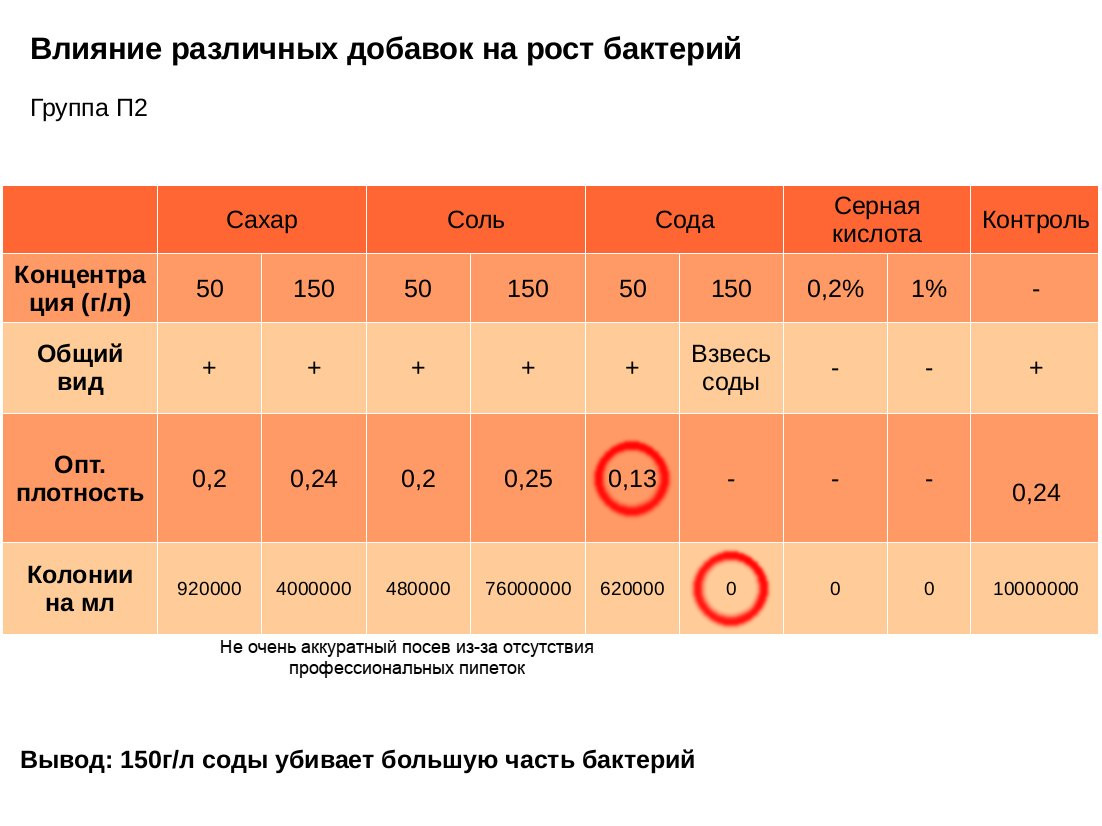 Влияние различных добавок на рост бактерий
Группа П2
Сахар Соль Сода Серная кислота Контроль
Концентра
ция (г/л) 50 150 50 150 50 150 0,2% 1% -
Общий
вид + + + + + Взвесь соды - - +
Опт.
плотность 0,2 0,24 0,2 0,25 0,13 - - - 0,24
Колонии
на мл 920000 4000000 480000 76000000 620000 0 0 0 10000000
Не очень аккуратный посев из-за отсутствия
профессиональных пипеток
Вывод: 150г/л соды убивает большую часть бактерий